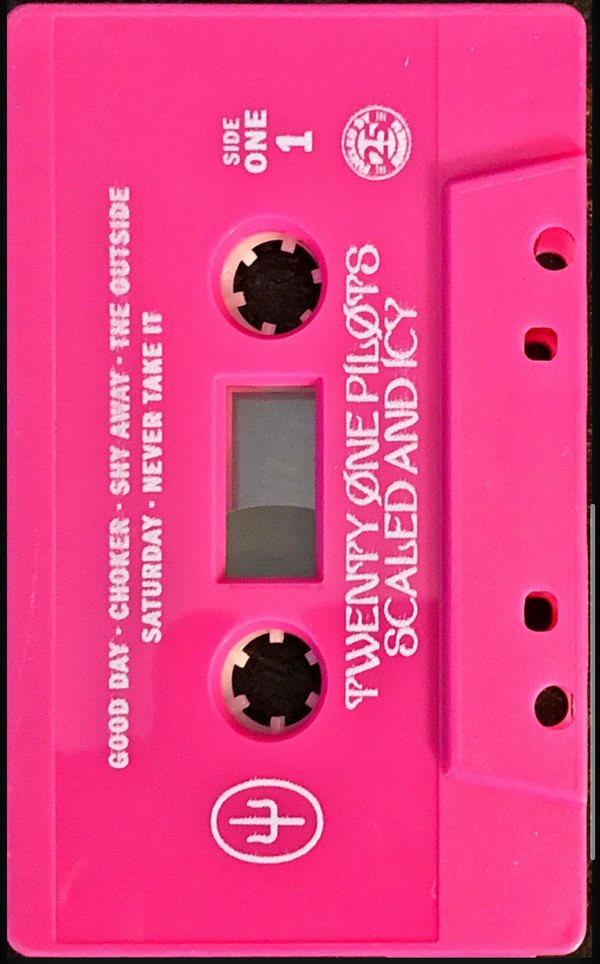 GOOD DAY · CHOKER · SHY AWAY · THE OUTSIDE
SATURDAY · NEVER TAKE IT
SIDE
ONE
1
TWENTY ØNE PILØTS
SCALED AND ICY